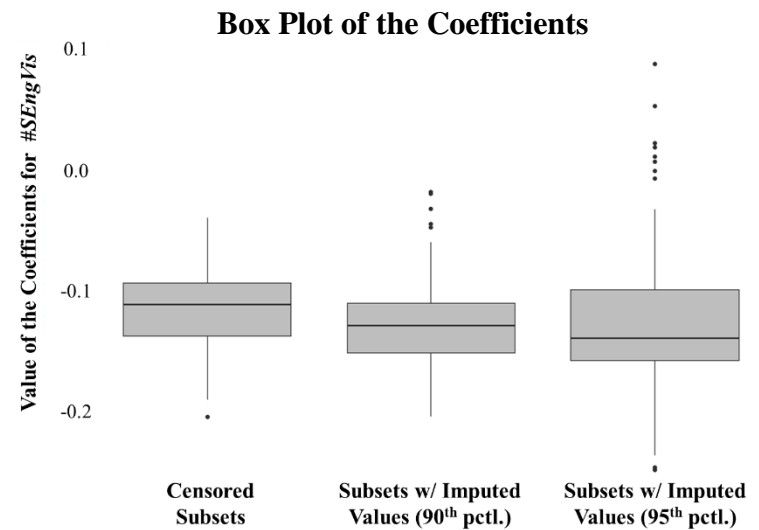 Box Plot of the Coefficients
Value of the Coefficients for #SEngVis
0.1
0.0
-0.1
-0.2
Censored
Subsets
Subsets w/ Imputed
Values (90th pctl.)
Subsets w/ Imputed
Values (95th pctl.)